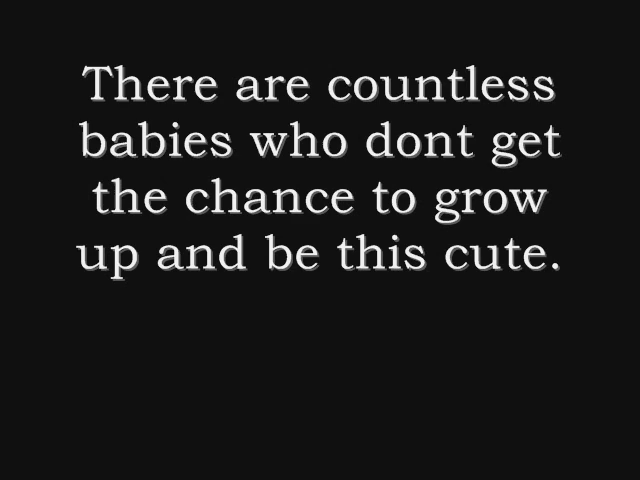 There are countless
babies who dont get
the chance to grow
up and be this cute.